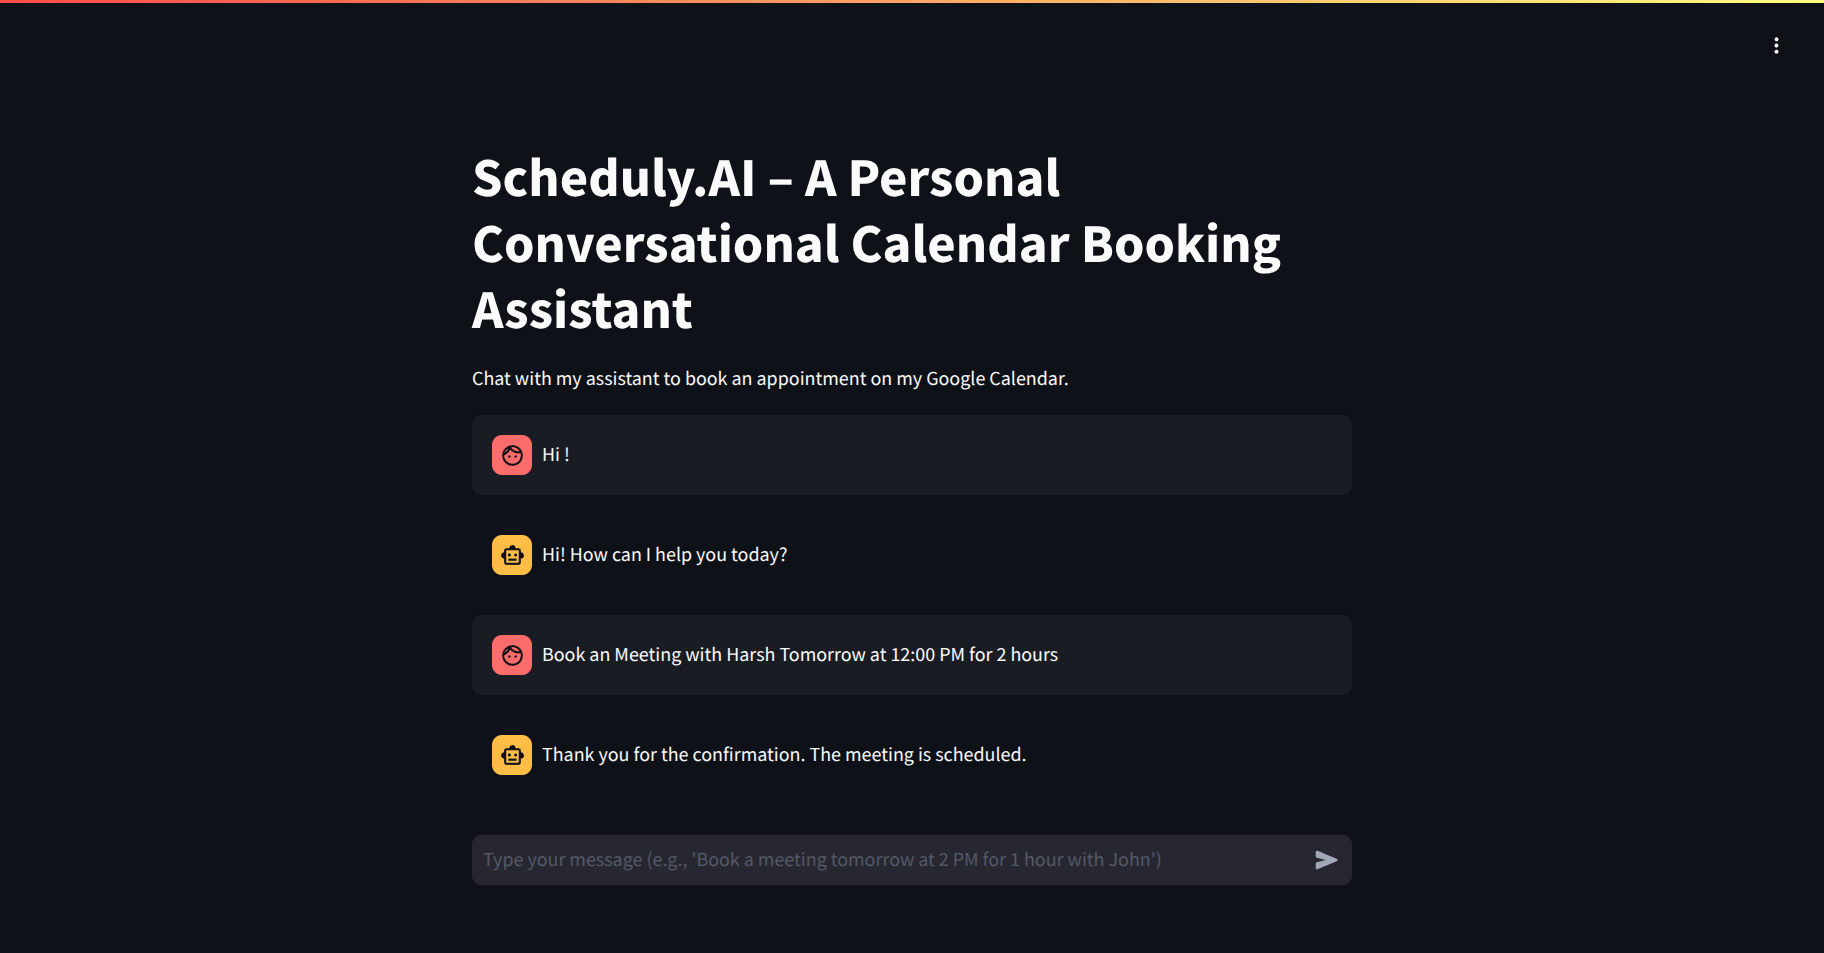 Scheduly.AI – A Personal
Conversational Calendar Booking
Assistant
Chat with my assistant to book an appointment on my Google Calendar.
Hi !
Hi! How can I help you today?
Book an Meeting with Harsh Tomorrow at 12:00 PM for 2 hours
Thank you for the confirmation. The meeting is scheduled.
Type your message (e.g., 'Book a meeting tomorrow at 2 PM for 1 hour with John')